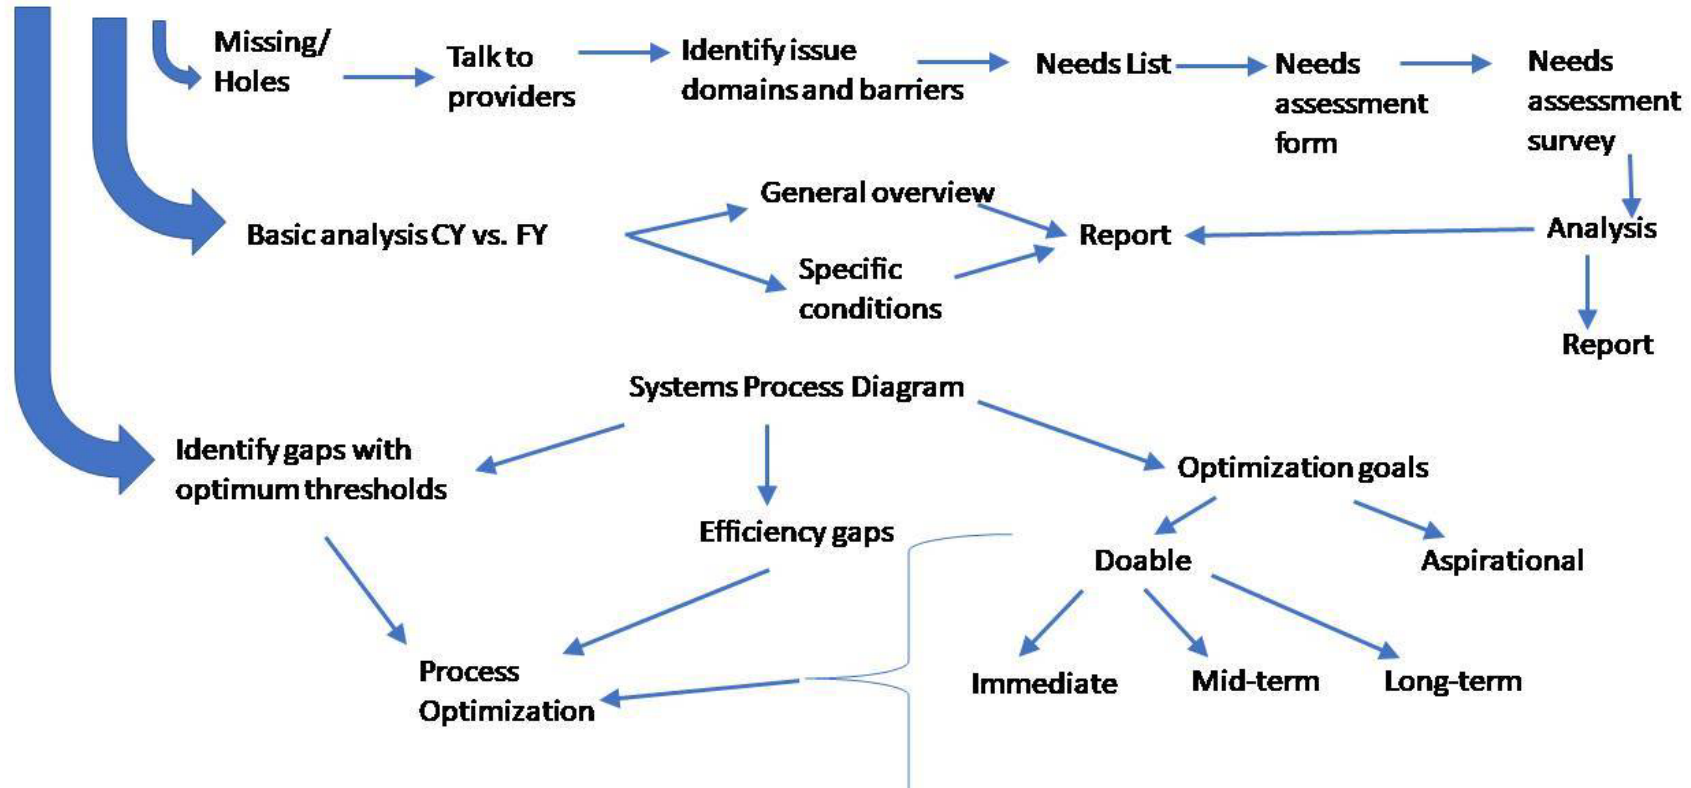 Missing/
Holes
Talk to
providers
Identify issue
domains and barriers
Needs List
Needs
assessment
form
Needs
assessment
survey
Basic analysis CY vs. FY
General overview
Specific
conditions
Report
Analysis
Report
Systems Process Diagram
Identify gaps with
optimum thresholds
Efficiency gaps
Optimization goals
Doable
Aspirational
Immediate
Mid-term
Long-term
Process
Optimization